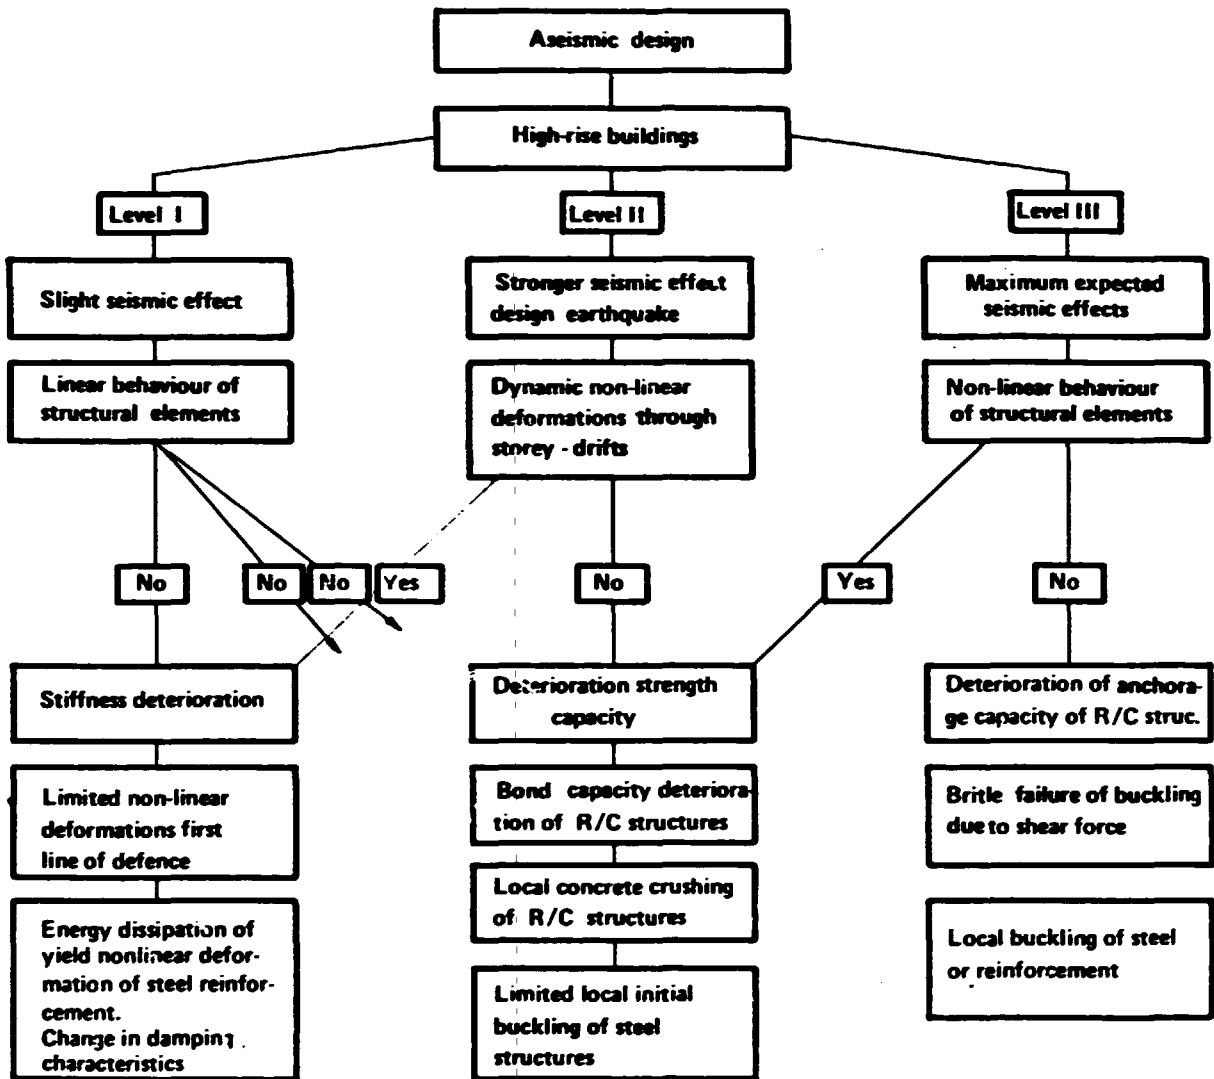 Aseismic design
High-rise buildings
Level I
Level II
Level III
Slight seismic effect
Stronger seismic effect
design earthquake
Maximum expected
seismic effects
Linear behaviour of
structural elements
Dynamic non-linear
deformations through
storey - drifts
Non-linear behaviour
of structural elements
No
No
No
Yes
No
Yes
No
Stiffness deterioration
Deterioration strength
capacity
Deterioration of anchora-
ge capacity of R/C struc.
Limited non-linear
deformations first
line of defence
Bond capacity deteriora-
tion of R/C structures
Britle failure of buckling
due to shear force
Local concrete crushing
of R/C structures
Energy dissipation of
yield nonlinear defor-
mation of steel reinfor-
cement.
Change in damping
characteristics
Limited local initial
buckling of steel
structures
Local buckling of steel
or reinforcement